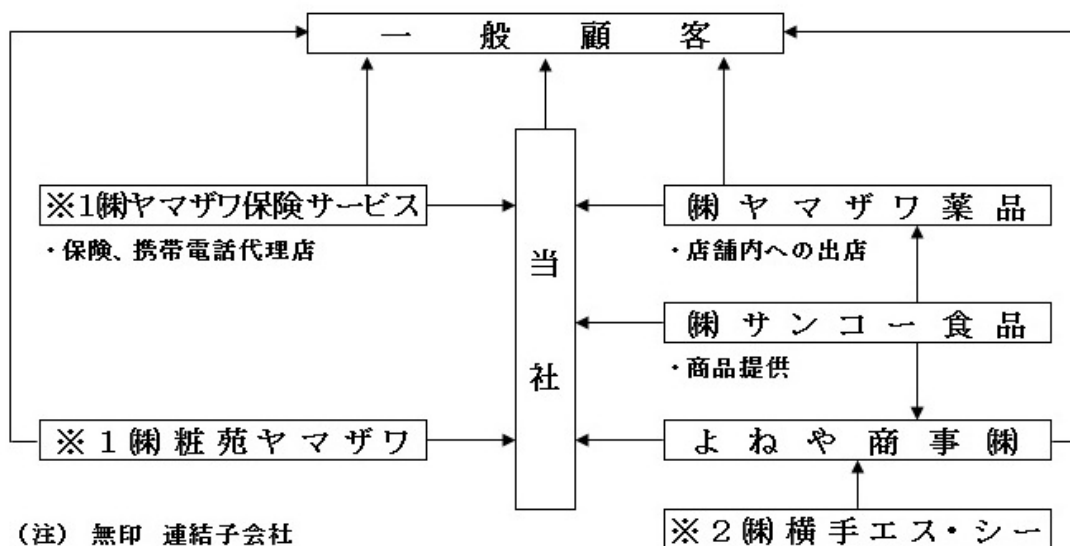 一般顧客
※1㈱ヤマザワ保険サービス
・保険、携帯電話代理店
※1㈱粧苑ヤマザワ
当社
㈱ヤマザワ薬品
・店舗内への出店
㈱サンコー食品
・商品提供
よねや商事㈱
※2㈱横手エス・シー
(注) 無印 連結子会社